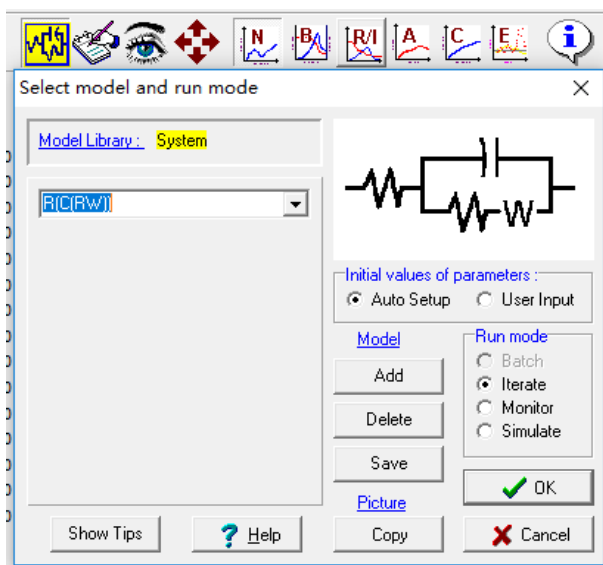 N B R/I A C E i
Select model and run mode
Model Library : System
R(C(RW))
W
Initial values of parameters :
Auto Setup User Input
Model Run mode
Batch
Add
Iterate
Monitor
Delete
Simulate
Save
OK
Picture
Show Tips ? Help Copy Cancel